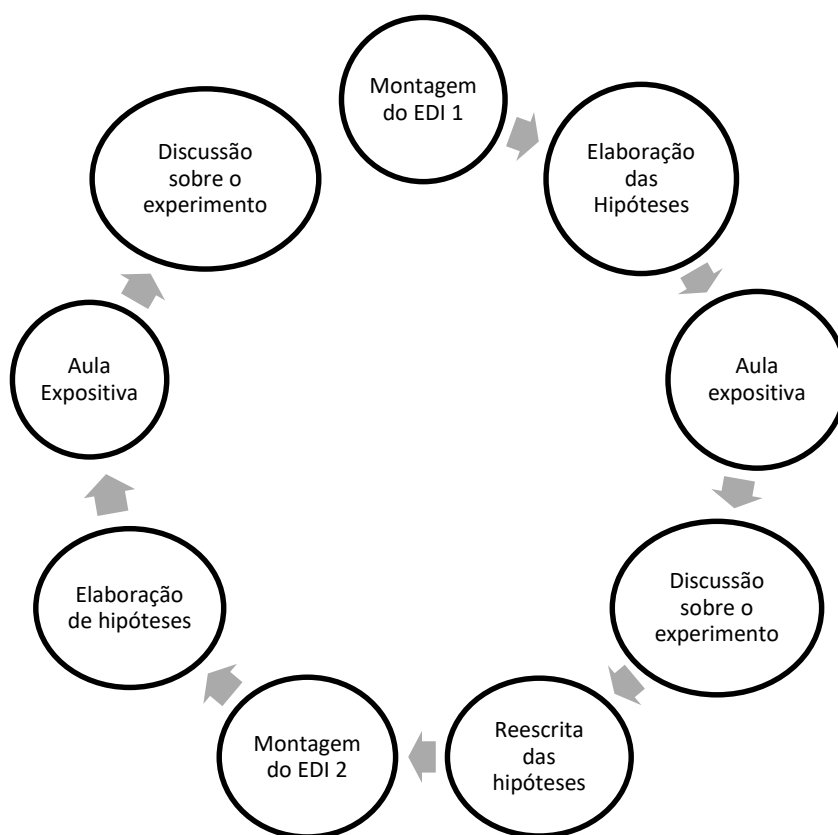 Montagem
do EDI 1
Elaboração
das
Hipóteses
Aula
expositiva
Discussão
sobre o
experimento
Reescrita
das
hipóteses
Montagem
do EDI 2
Elaboração
de hipóteses
Aula
Expositiva
Discussão
sobre o
experimento